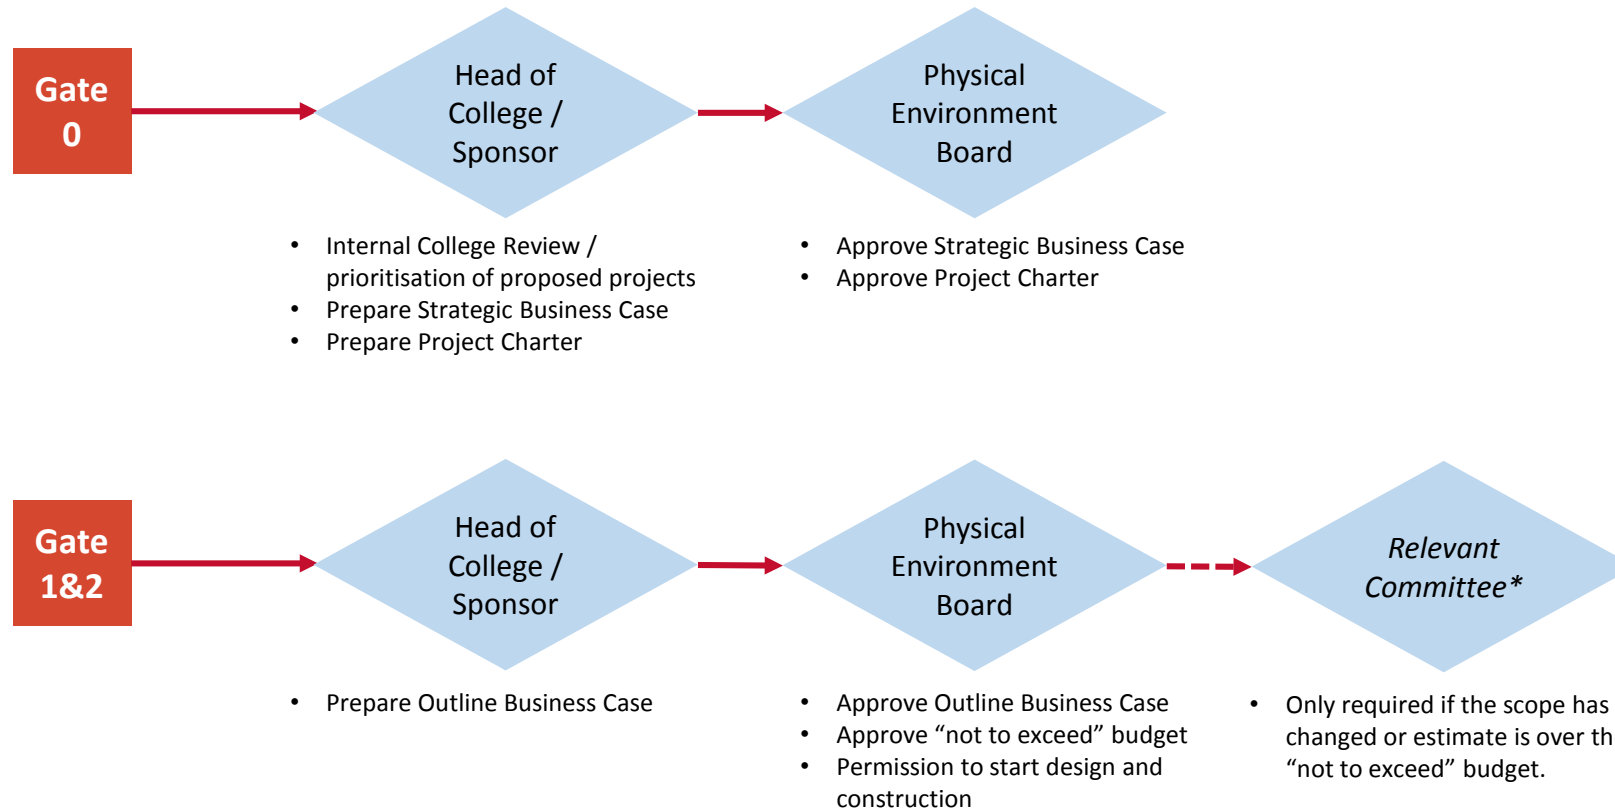 Gate
0
Head of
College /
Sponsor
Physical
Environment
Board
• Internal College Review /
prioritisation of proposed projects
• Prepare Strategic Business Case
• Prepare Project Charter
• Approve Strategic Business Case
• Approve Project Charter
Gate
1&2
Head of
College /
Sponsor
Physical
Environment
Board
Relevant
Committee*
• Prepare Outline Business Case
• Approve Outline Business Case
• Approve “not to exceed” budget
• Permission to start design and
construction
• Only required if the scope has
changed or estimate is over th
“not to exceed” budget.